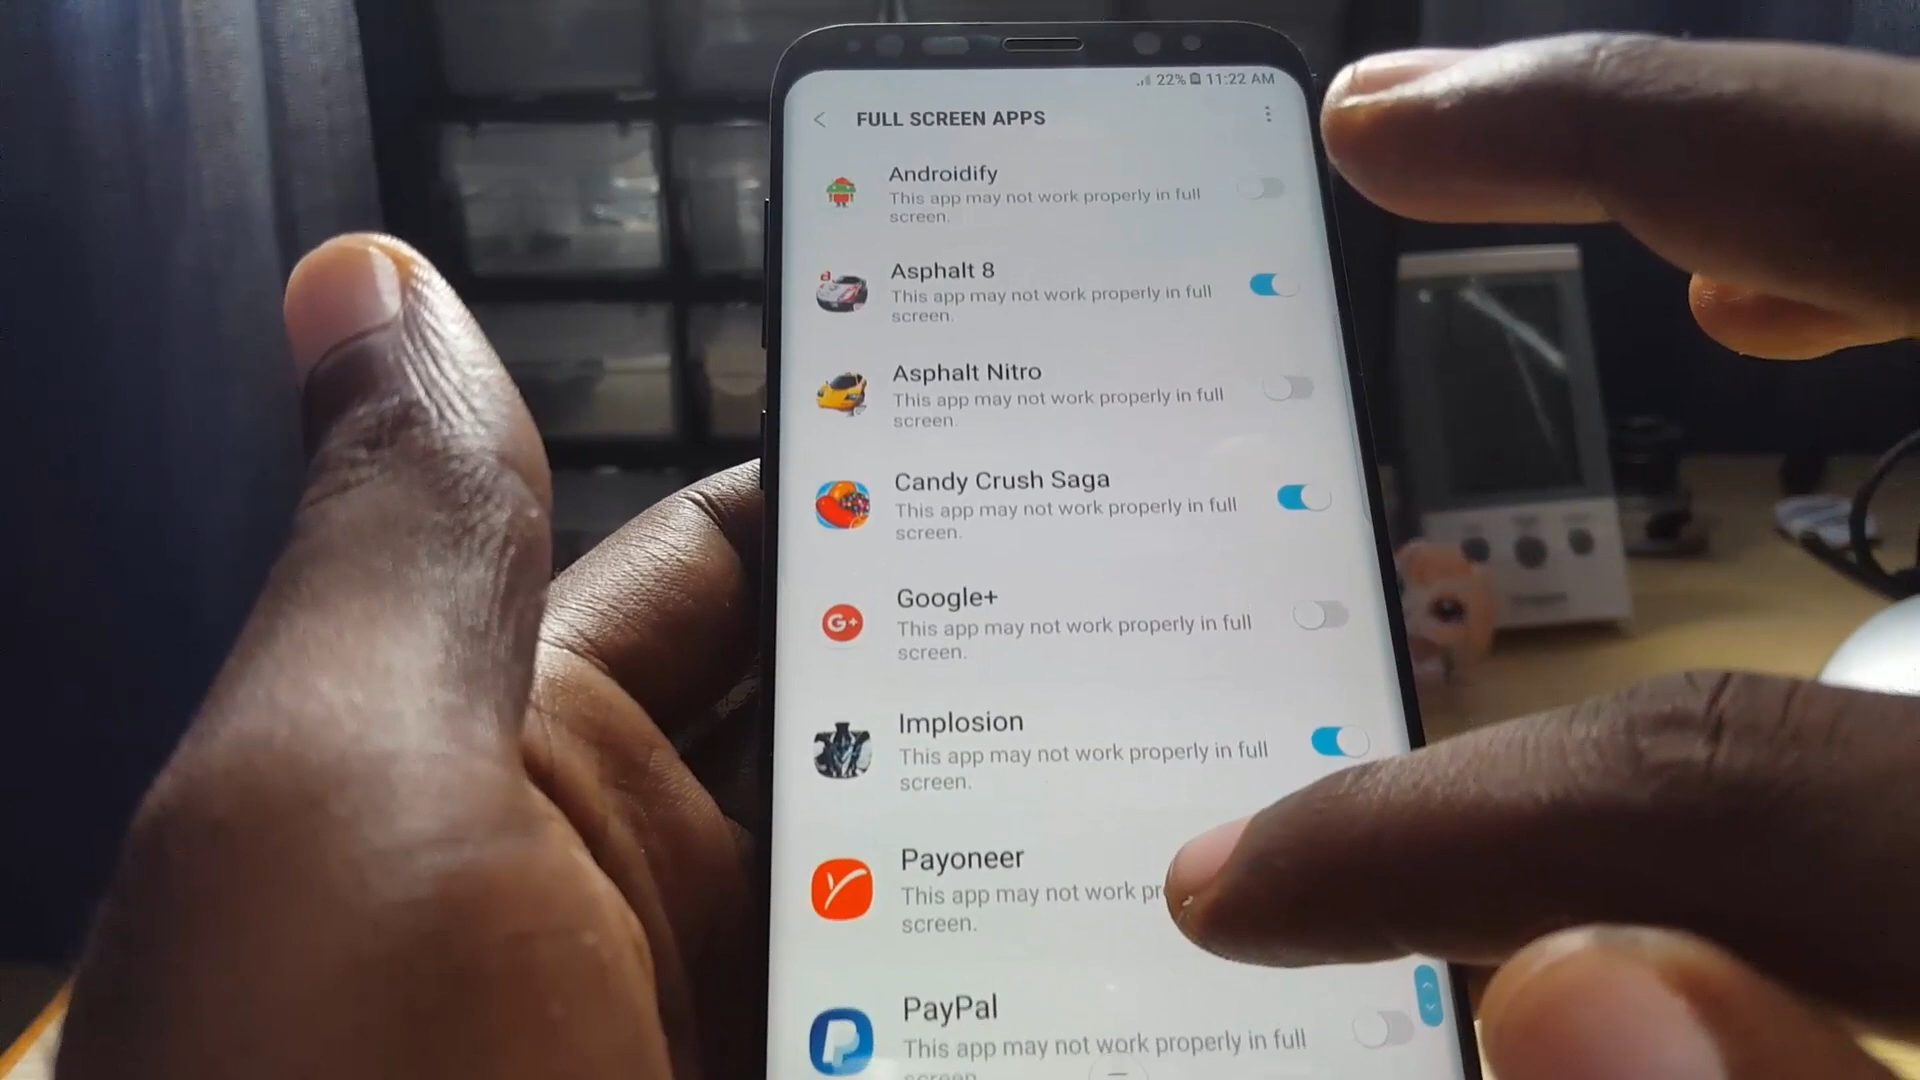 22% 11:22 AM
FULL SCREEN APPS
Androidify
This app may not work properly in full
screen.
Asphalt 8
This app may not work properly in full
screen.
Asphalt Nitro
This app may not work properly in full
screen.
Candy Crush Saga
This app may not work properly in full
screen.
G+
Google+
This app may not work properly in full
screen.
Implosion
This app may not work properly in full
screen.
Payoneer
This app may not work pr
screen.
PayPal
This app may not work properly in full
screen